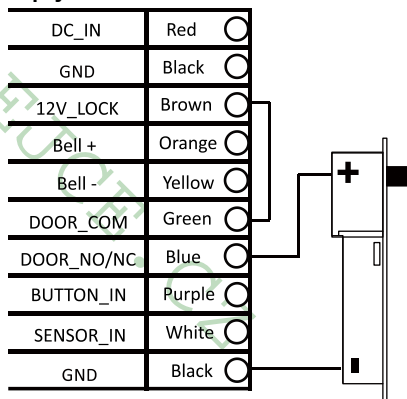 DC_IN Red
GND Black
12V_LOCK Brown
Bell + Orange
Bell - Yellow
DOOR_COM Green
DOOR_NO/NC Blue
BUTTON_IN Purple
SENSOR_IN White
GND Black
+
-